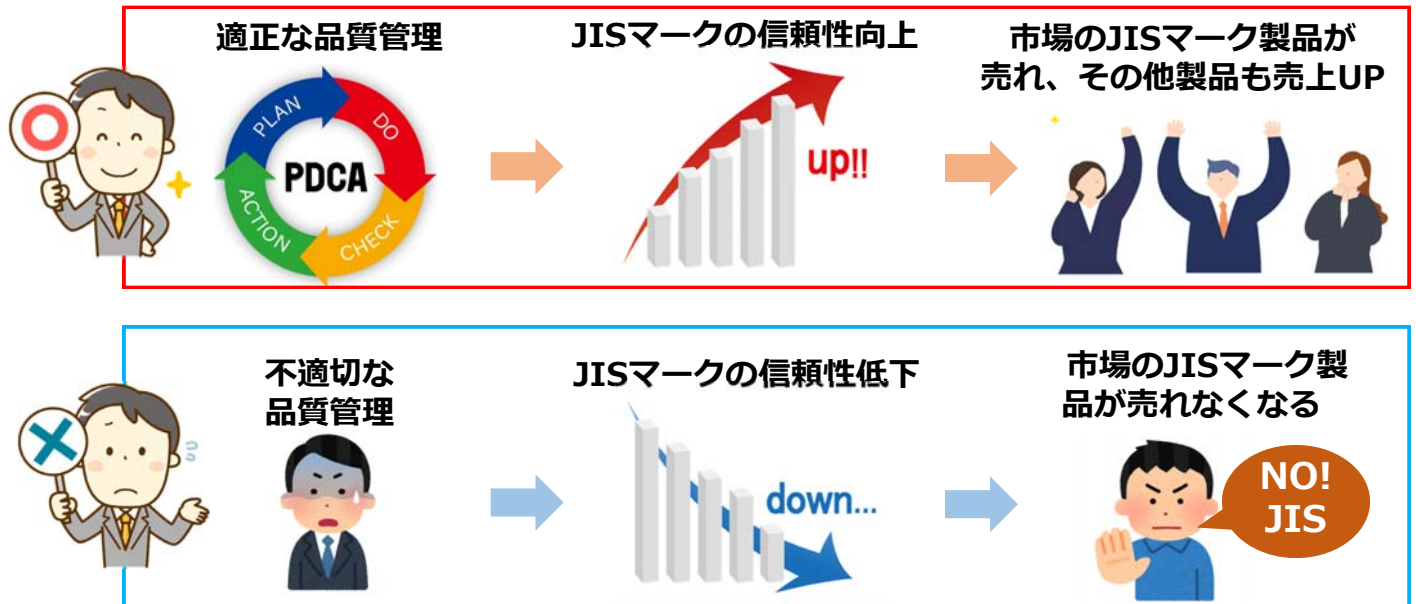 適正な品質管理
PLAN
DO
CHECK
ACTION
PDCA
JISマークの信頼性向上
up!!
市場のJISマーク製品が
売れ、その他製品も売上UP
不適切な
品質管理
JISマークの信頼性低下
down...
市場のJISマーク製
品が売れなくなる
NO!
JIS